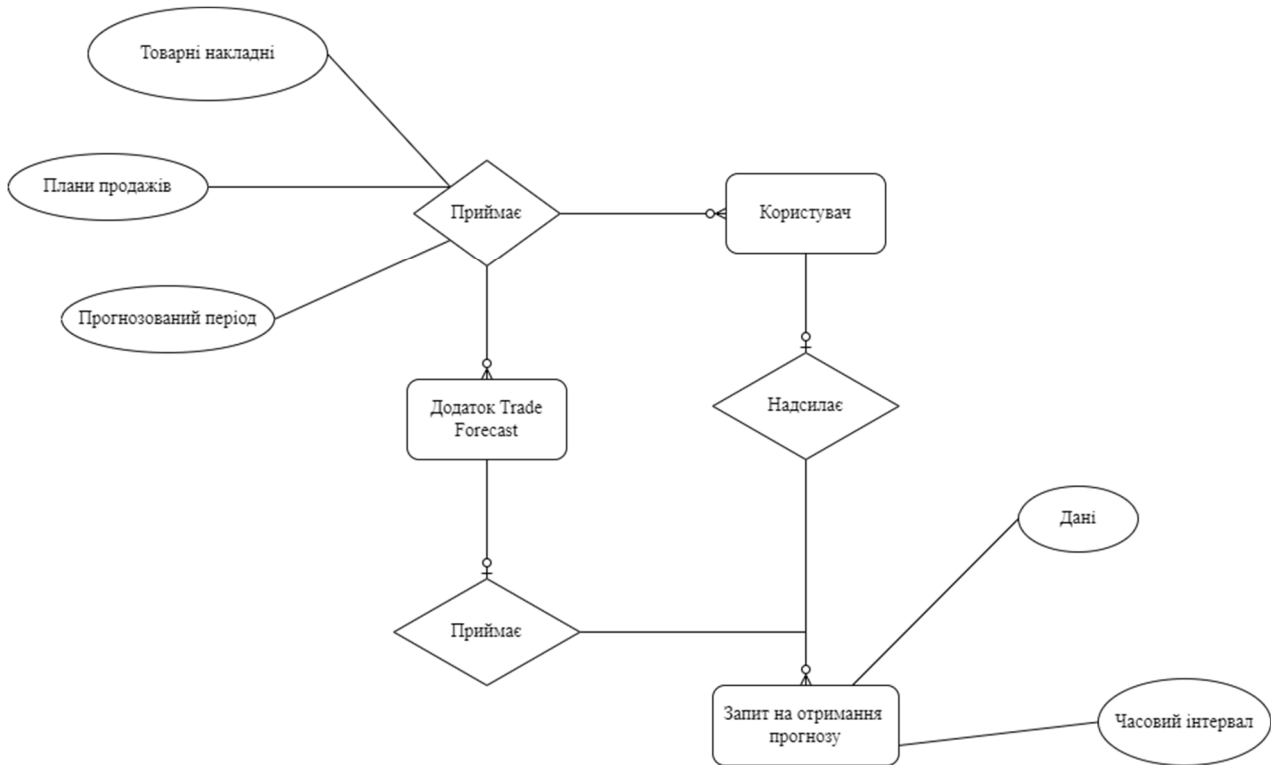 Товарні накладні
Плани продажів
Приймає
Користувач
Прогнозований період
Додаток Trade
Forecast
Надсилає
Дані
Приймає
Запит на отримання
прогнозу
Часовий інтервал